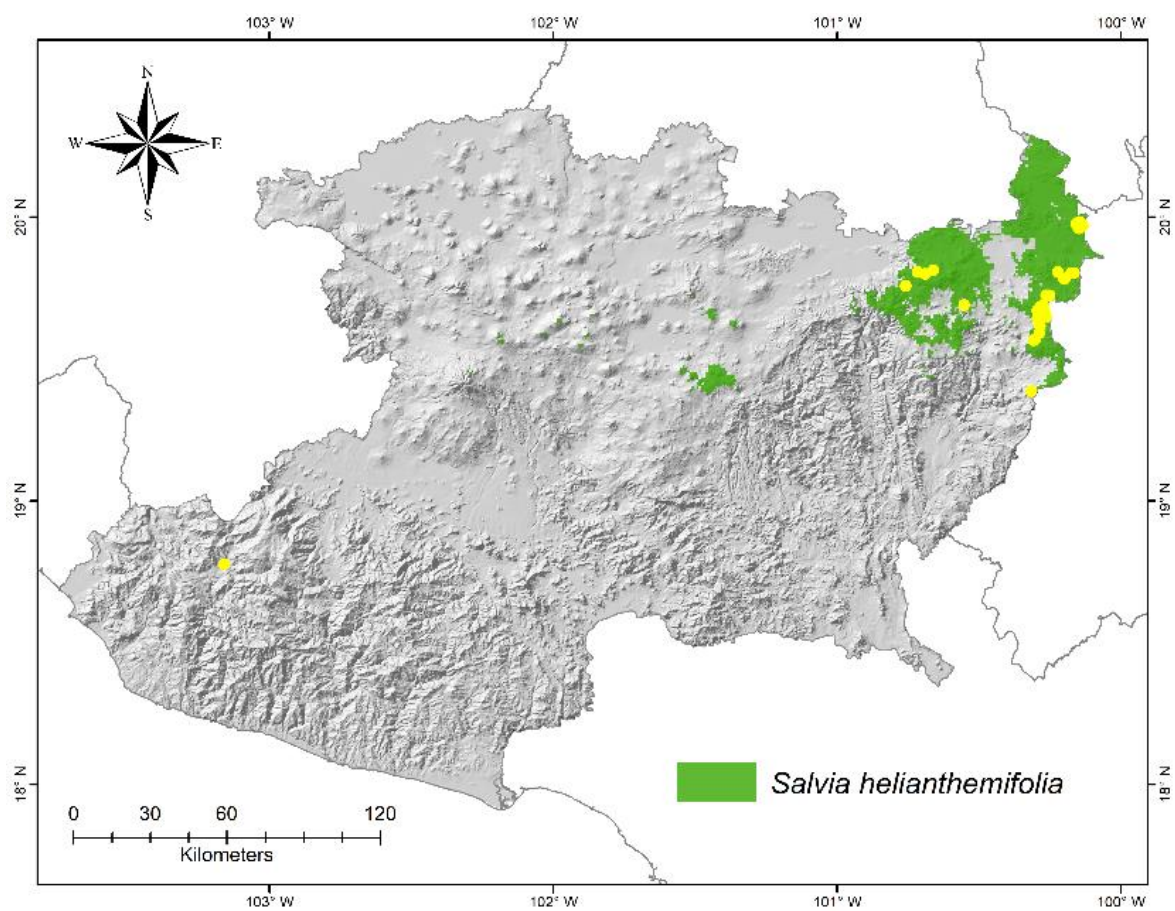 103° W 102° W 101° W 100° W
N
W E
S
20° N 20° N
19° N 19° N
18° N 18° N
Salvia helianthemifolia
0 30 60 120
Kilometers
103° W 102° W 101° W 100° W